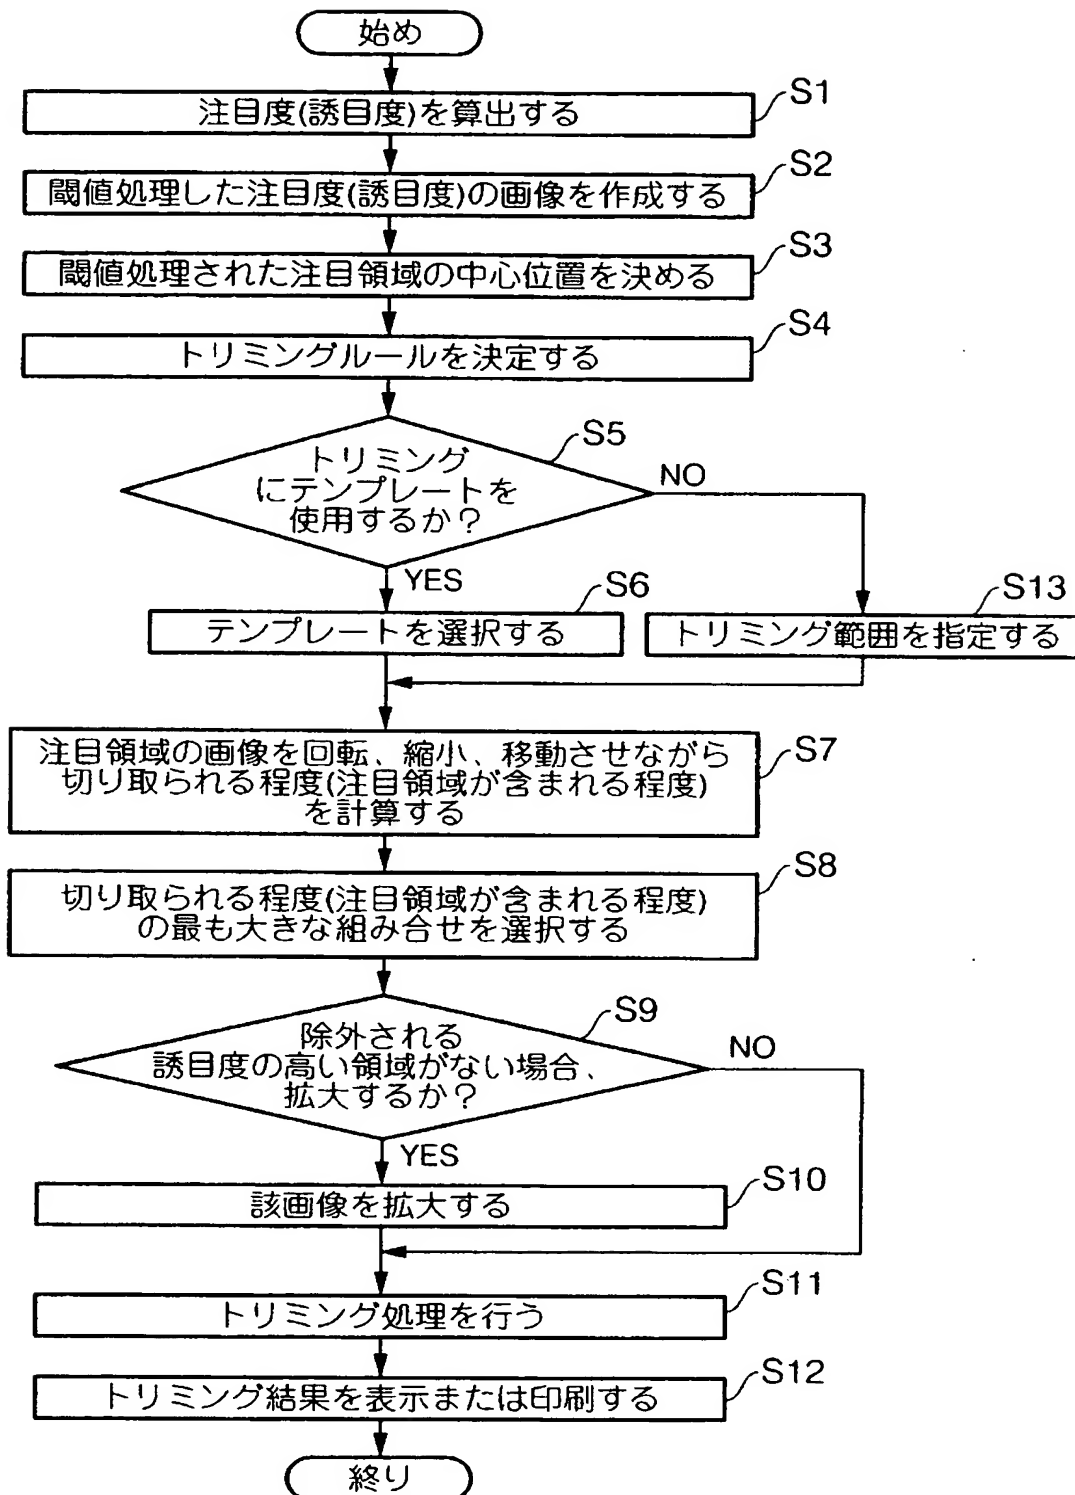 始め
S1
注目度(誘目度)を算出する
S2
閾値処理した注目度(誘目度)の画像を作成する
S3
閾値処理された注目領域の中心位置を決める
S4
トリミングルールを決定する
S5
トリミング
にテンプレートを
使用するか?
NO
YES
S6
テンプレートを選択する
S13
トリミング範囲を指定する
S7
注目領域の画像を回転、縮小、移動させながら
切り取られる程度(注目領域が含まれる程度)
を計算する
S8
切り取られる程度(注目領域が含まれる程度)
の最も大きな組み合せを選択する
S9
除外される
誘目度の高い領域がない場合、
拡大するか?
NO
YES
S10
該画像を拡大する
S11
トリミング処理を行う
S12
トリミング結果を表示または印刷する
終り